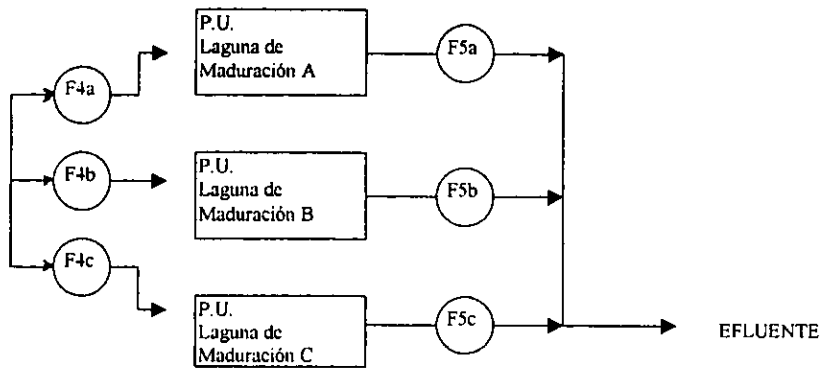 P.U.
Laguna de
Maduración A
F5a
F4a
F4b
P.U.
Laguna de
Maduración B
F5b
F4c
P.U.
Laguna de
Maduración C
F5c
EFLUENTE